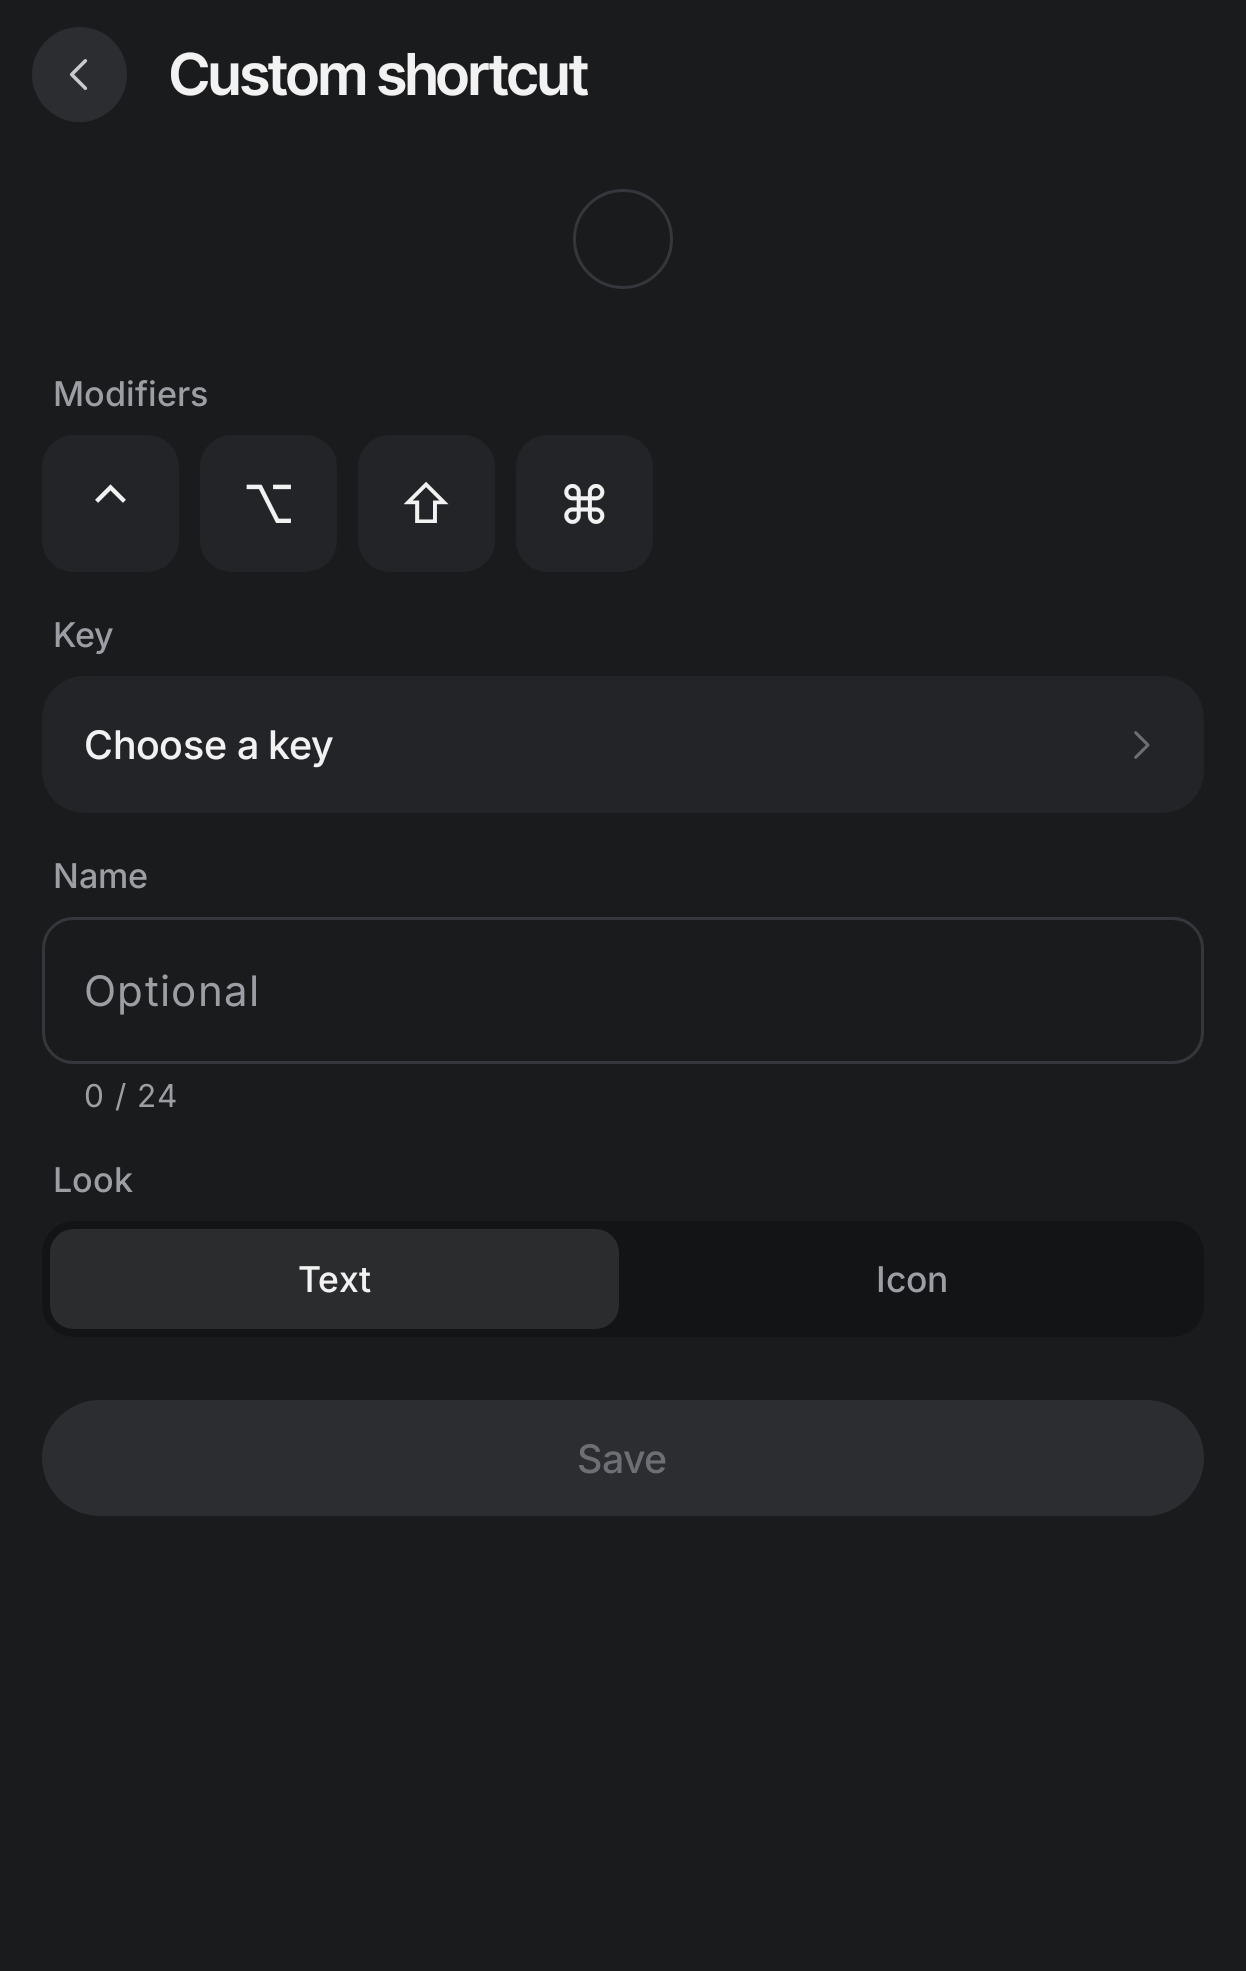 Custom shortcut
Modifiers
^ ⌥ ⇧ ⌘
Key
Choose a key
Name
Optional
0 / 24
Look
Text Icon
Save